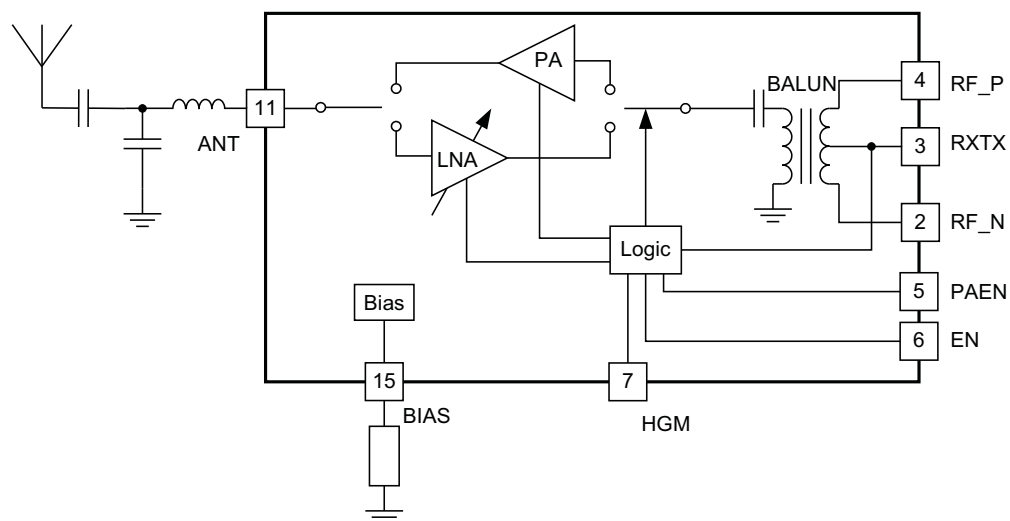 PA
BALUN
4 RF_P
11
ANT
LNA
3 RXTX
2 RF_N
Logic
Bias
5 PAEN
6 EN
15
7
BIAS
HGM